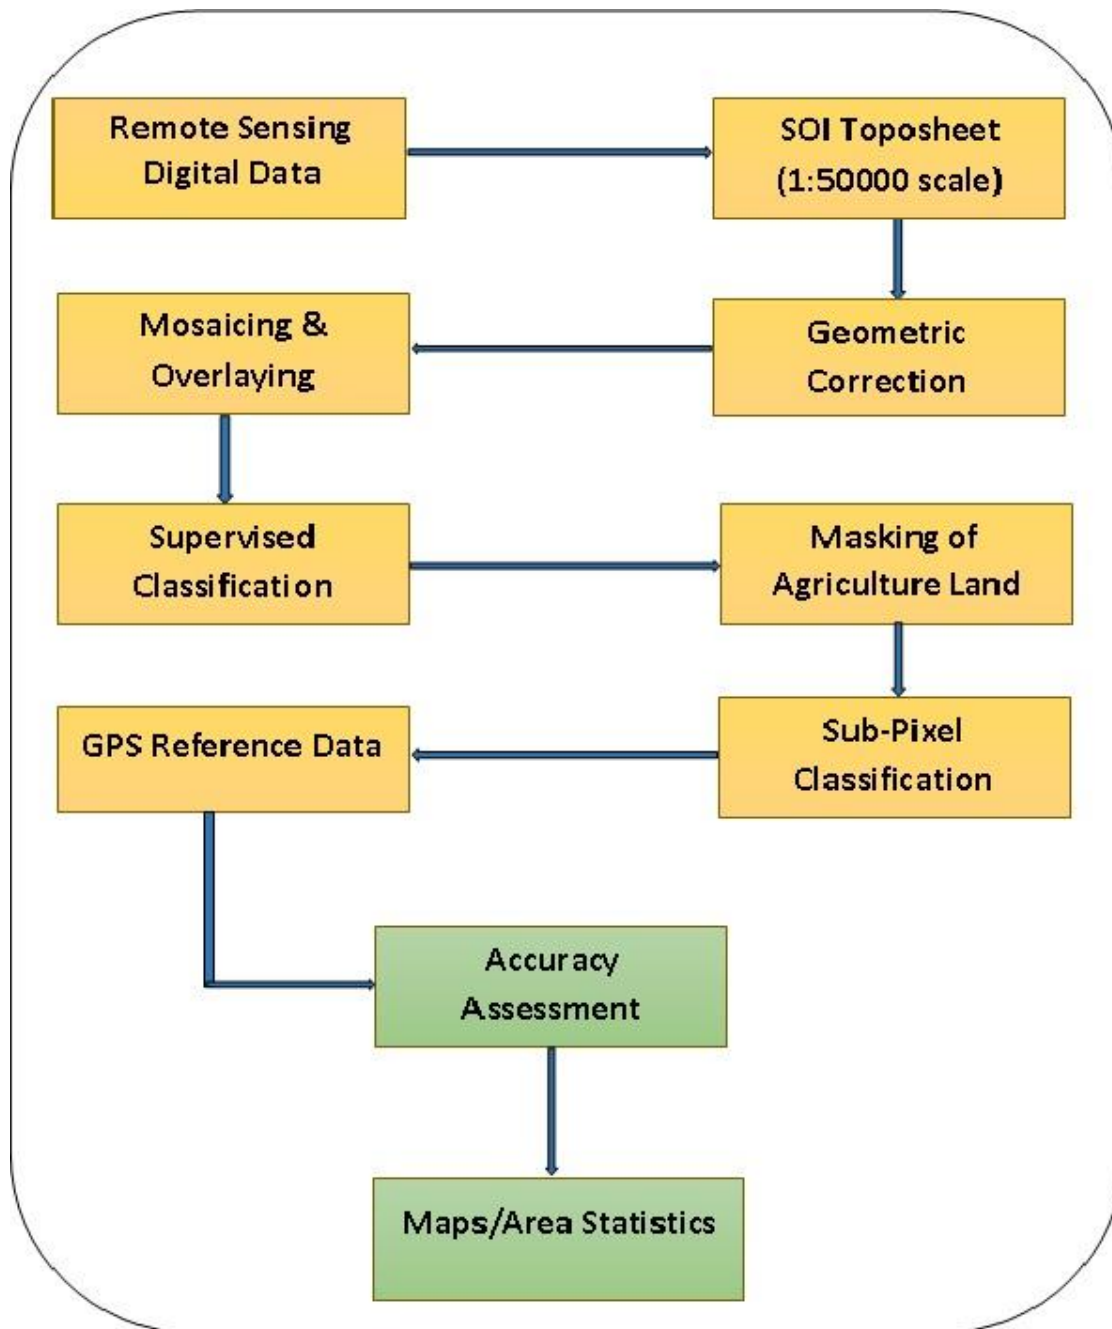 Remote Sensing
Digital Data
SOI Toposheet
(1:50000 scale)
Geometric
Correction
Mosaicing &
Overlaying
Supervised
Classification
Masking of
Agriculture Land
Sub-Pixel
Classification
GPS Reference Data
Accuracy
Assessment
Maps/Area Statistics